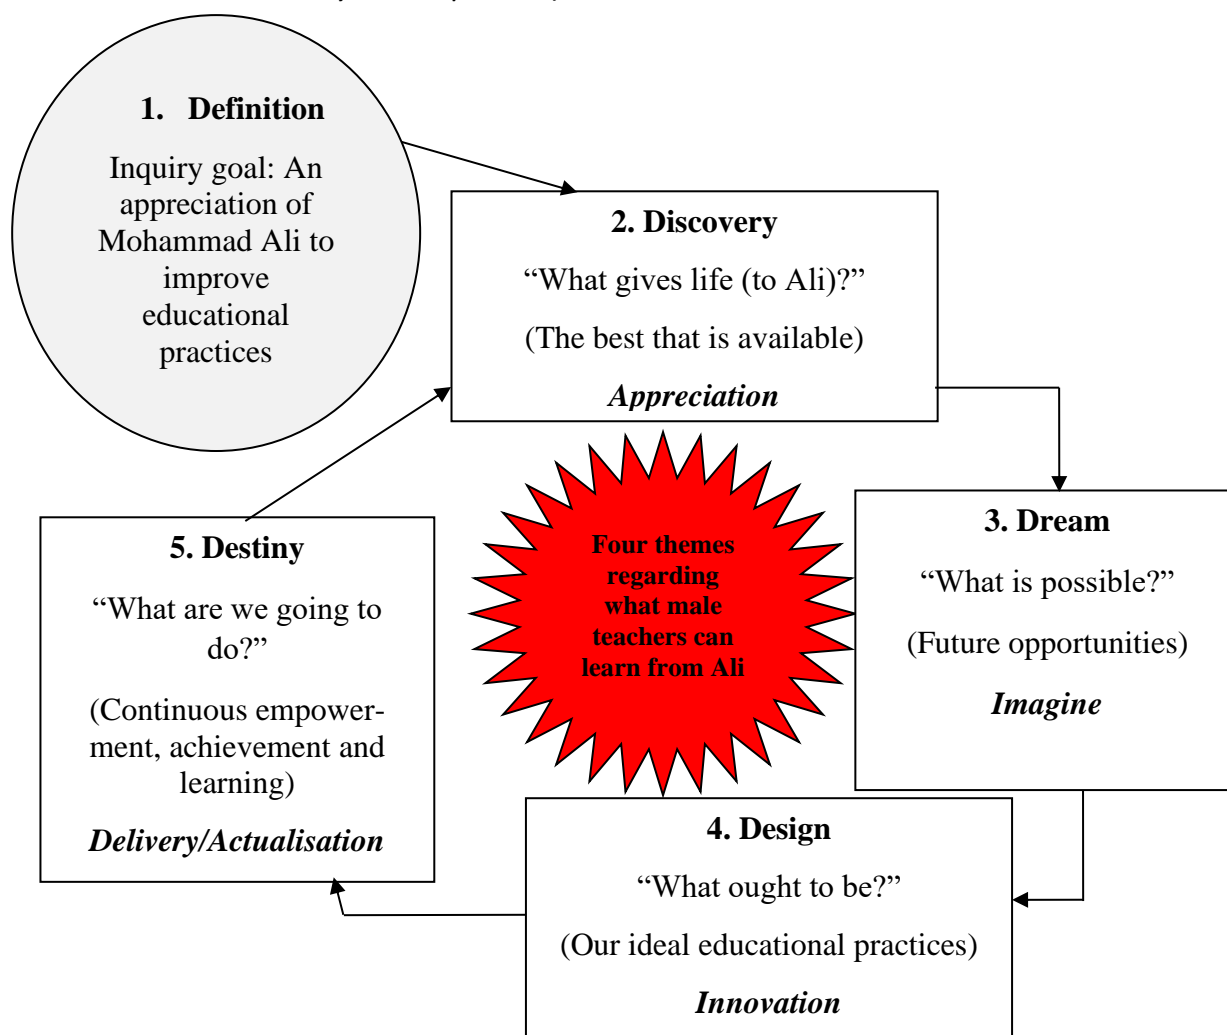 1. Definition
Inquiry goal: An
appreciation of
Mohammad Ali to
improve
educational
practices
2. Discovery
“What gives life (to Ali)?”
(The best that is available)
Appreciation
3. Dream
“What is possible?”
(Future opportunities)
Imagine
4. Design
“What ought to be?”
(Our ideal educational practices)
Innovation
5. Destiny
“What are we going to
do?”
(Continuous empower-
ment, achievement and
learning)
Delivery/Actualisation
Four themes
regarding
what male
teachers can
learn from Ali